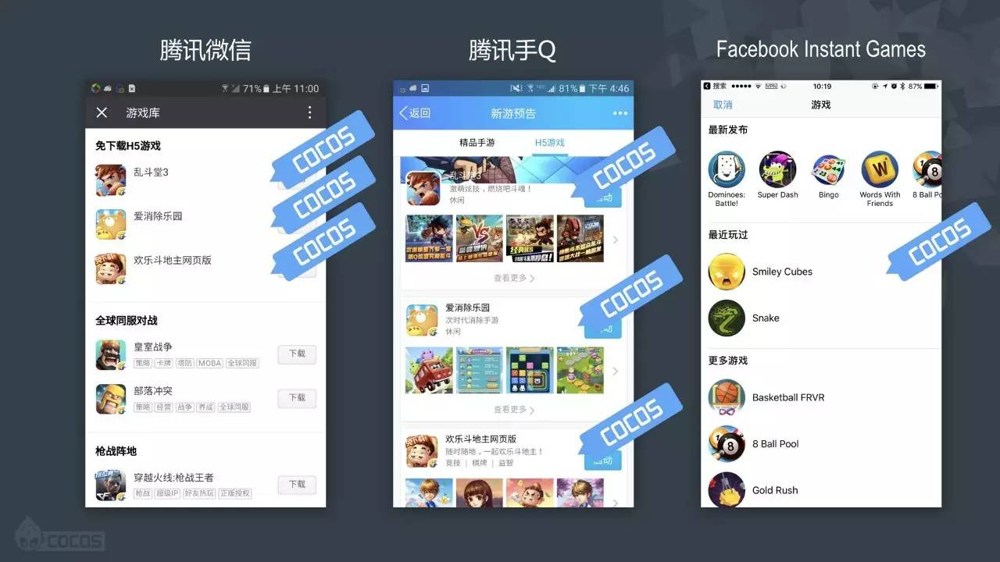 腾讯微信
腾讯手Q
Facebook Instant Games
71% 上午 11:00
游戏库
免下载H5游戏
乱斗堂3
COCOS
爱消除乐园
COCOS
欢乐斗地主网页版
COCOS
全球同服对战
皇室战争
策略 卡牌 塔防 MOBA 全球同服
下载
部落冲突
策略 经营 战争 养成 全球同服
下载
枪战阵地
穿越火线:枪战王者
枪战 超级IP 好友热玩 正版授权
下载
81% 下午 4:46
返回
新游预告
精品手游
H5游戏
乱斗堂3
激萌炫技，燃烧吧斗魂！
休闲
COCOS
查看更多
爱消除乐园
次时代消除手游
休闲
COCOS
VS
查看更多
欢乐斗地主网页版
随时随地，一起欢乐斗地主！
竞技 | 棋牌 | 益智
COCOS
搜索
VPN
10:19
87%
取消
游戏
最新发布
Dominoes: Battle!
Super Dash
Bingo
Words With Friends
8 Ball Po
最近玩过
Smiley Cubes
COCOS
Snake
更多游戏
Basketball FRVR
8 Ball Pool
Gold Rush
COCOS